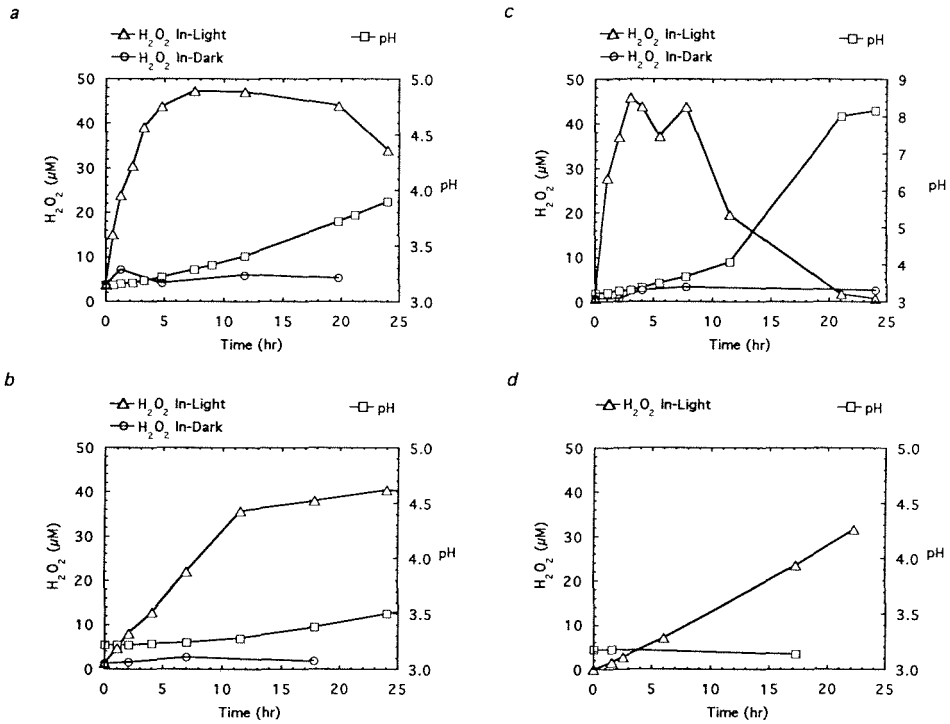 a
H₂O₂ In-Light
H₂O₂ In-Dark
pH
50
40
30
20
10
0
H₂O₂ (µM)
5.0
4.5
4.0
3.5
3.0
pH
0 5 10 15 20 25
Time (hr)
c
H₂O₂ In-Light
H₂O₂ In-Dark
pH
50
40
30
20
10
0
H₂O₂ (µM)
9
8
7
6
5
4
3
pH
0 5 10 15 20 25
Time (hr)
b
H₂O₂ In-Light
H₂O₂ In-Dark
pH
50
40
30
20
10
0
H₂O₂ (µM)
5.0
4.5
4.0
3.5
3.0
pH
0 5 10 15 20 25
Time (hr)
d
H₂O₂ In-Light
pH
50
40
30
20
10
0
H₂O₂ (µM)
5.0
4.5
4.0
3.5
3.0
pH
0 5 10 15 20 25
Time (hr)